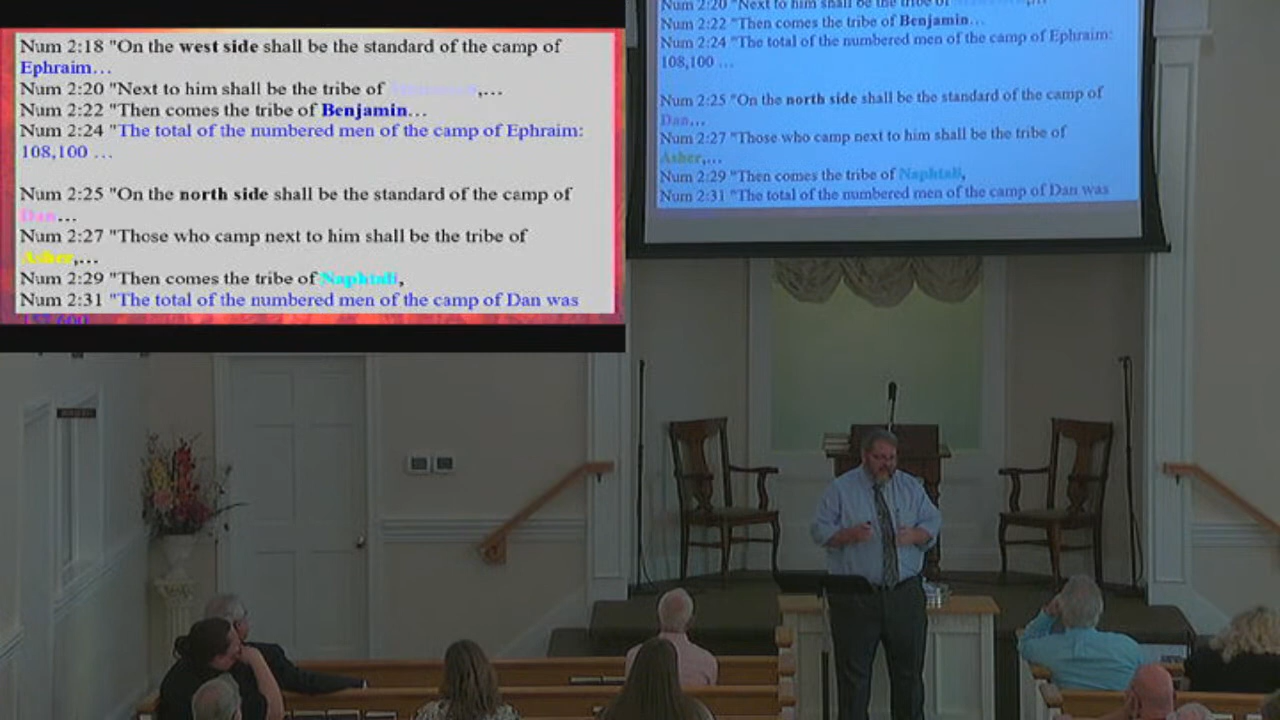 Num 2:18 "On the west side shall be the standard of the camp of
Ephraim…
Num 2:20 "Next to him shall be the tribe of ,…
Num 2:22 "Then comes the tribe of Benjamin…
Num 2:24 "The total of the numbered men of the camp of Ephraim:
108,100 …
Num 2:25 "On the north side shall be the standard of the camp of
Dan…
Num 2:27 "Those who camp next to him shall be the tribe of
Asher,…
Num 2:29 "Then comes the tribe of Naphtali,
Num 2:31 "The total of the numbered men of the camp of Dan was
157,600
Num 2:20 "Next to him shall be the tribe of
Num 2:22 "Then comes the tribe of Benjamin…
Num 2:24 "The total of the numbered men of the camp of Ephraim:
108,100 …
Num 2:25 "On the north side shall be the standard of the camp of
Dan…
Num 2:27 "Those who camp next to him shall be the tribe of
Asher,…
Num 2:29 "Then comes the tribe of Naphtali,
Num 2:31 "The total of the numbered men of the camp of Dan was